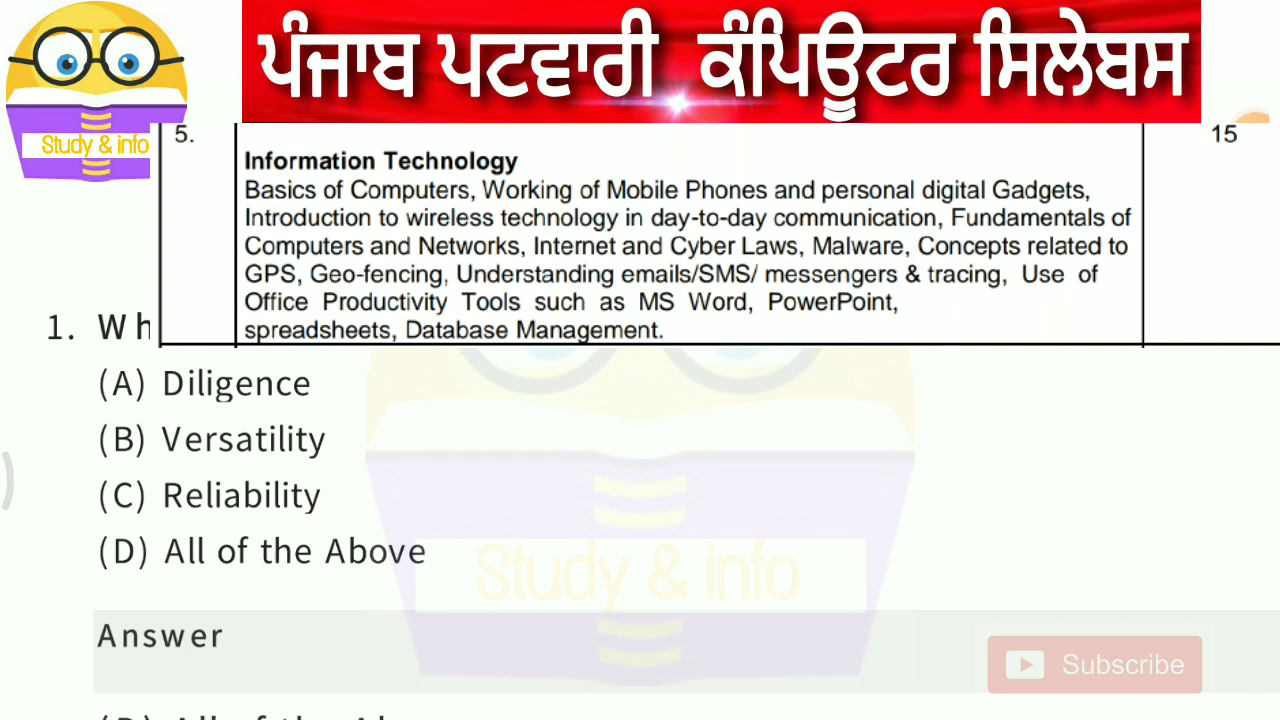 ਪੰਜਾਬ ਪਟਵਾਰੀ ਕੰਪਿਊਟਰ ਸਿਲੇਬਸ
Study & info
5.
15
Information Technology
Basics of Computers, Working of Mobile Phones and personal digital Gadgets,
Introduction to wireless technology in day-to-day communication, Fundamentals of
Computers and Networks, Internet and Cyber Laws, Malware, Concepts related to
GPS, Geo-fencing, Understanding emails/SMS/ messengers & tracing, Use of
Office Productivity Tools such as MS Word, PowerPoint,
spreadsheets, Database Management.
1. Wh
(A) Diligence
(B) Versatility
(C) Reliability
(D) All of the Above
Study & info
Answer
Subscribe